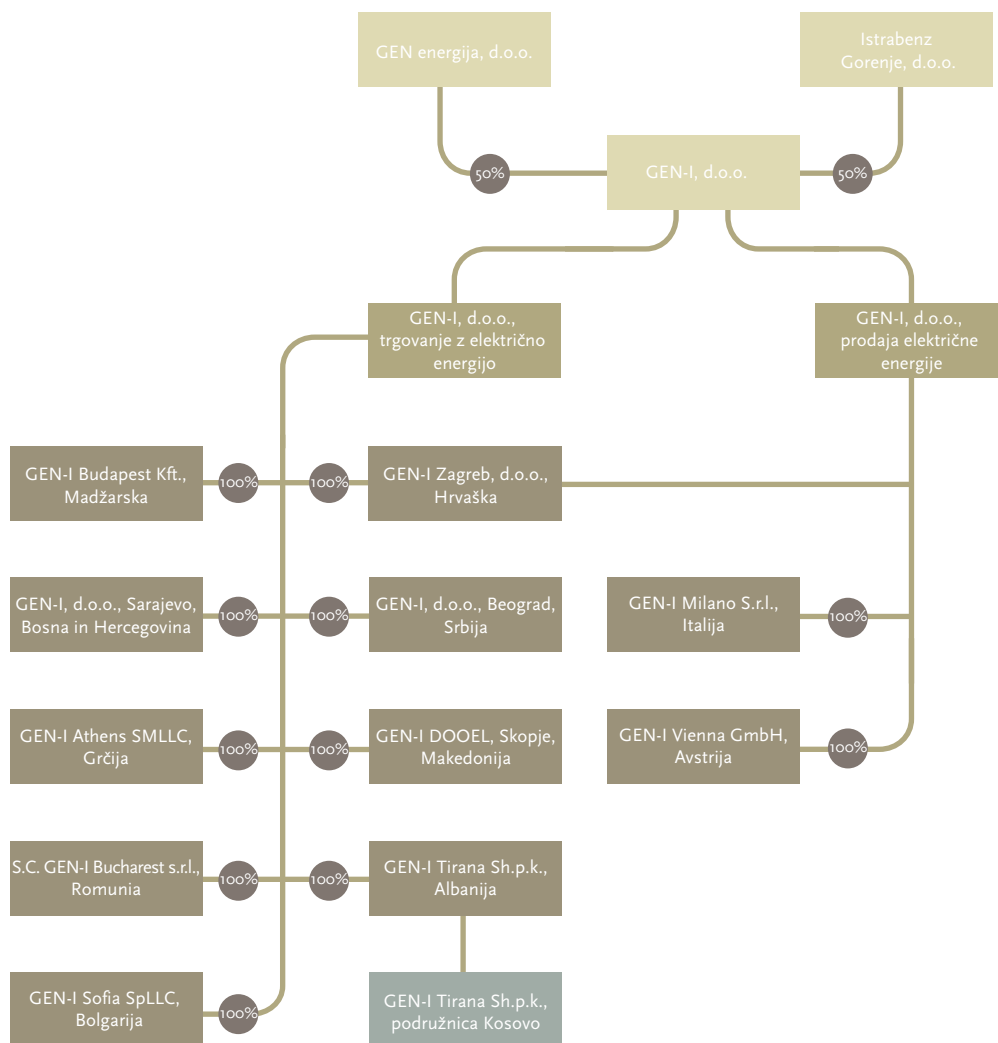 GEN energija, d.o.o.
Istrabenz
Gorenje, d.o.o.
50%
GEN-I, d.o.o.
50%
GEN-I, d.o.o.,
trgovanje z električno
energijo
GEN-I, d.o.o.,
prodaja električne
energije
GEN-I Budapest Kft.,
Madžarska
100%
100%
GEN-I Zagreb, d.o.o.,
Hrvaška
GEN-I, d.o.o., Sarajevo,
Bosna in Hercegovina
100%
100%
GEN-I, d.o.o., Beograd,
Srbija
GEN-I Milano S.r.l.,
Italija
100%
GEN-I Athens SMLLC,
Grčija
100%
100%
GEN-I DOOEL, Skopje,
Makedonija
GEN-I Vienna GmbH,
Avstrija
100%
S.C. GEN-I Bucharest s.r.l.,
Romunia
100%
100%
GEN-I Tirana Sh.p.k.,
Albanija
GEN-I Sofia SpLLC,
Bolgarija
100%
GEN-I Tirana Sh.p.k.,
podružnica Kosovo